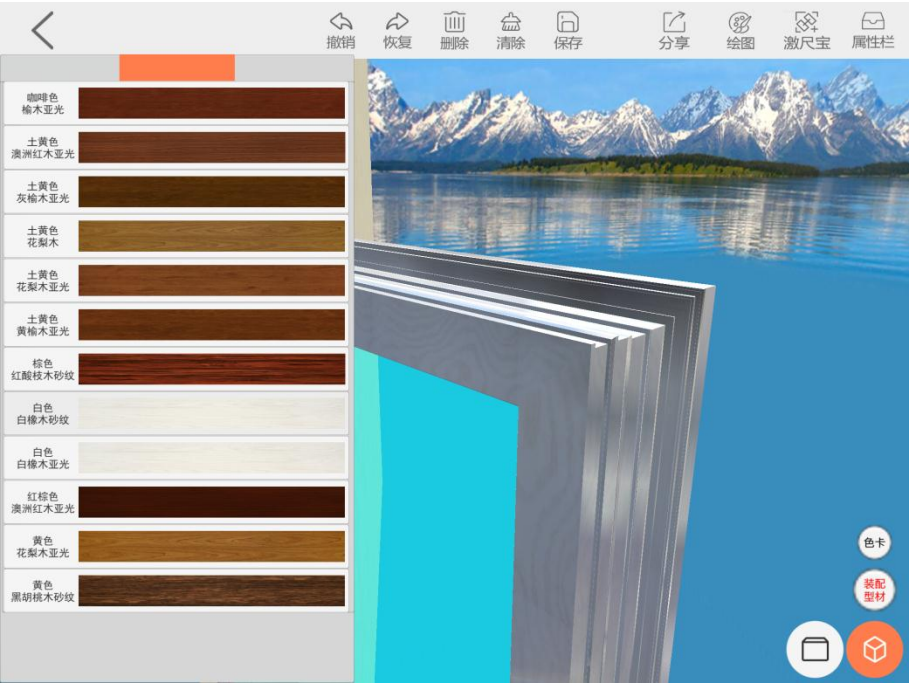 撤销
恢复
删除
清除
保存
分享
绘图
激尺宝
属性栏
咖啡色
榆木亚光
土黄色
澳洲红木亚光
土黄色
灰榆木亚光
土黄色
花梨木
土黄色
花梨木亚光
土黄色
黄榆木亚光
棕色
红酸枝木砂纹
白色
白橡木砂纹
白色
白橡木亚光
红棕色
澳洲红木亚光
黄色
花梨木亚光
黄色
黑胡桃木砂纹
色卡
装配
型材